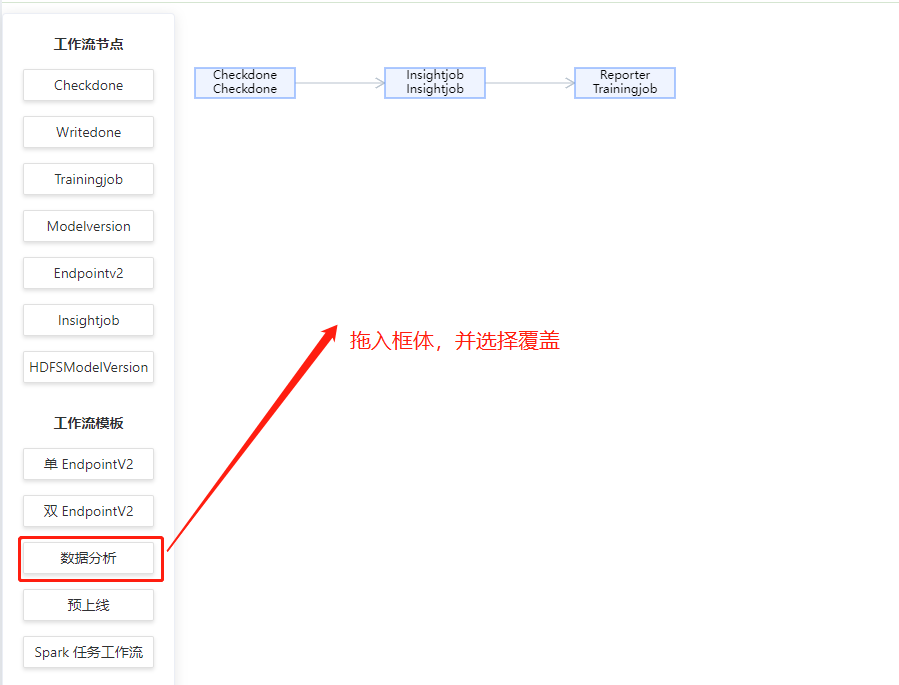 工作流节点
Checkdone
Writedone
Trainingjob
Modelversion
Endpointv2
Insightjob
HDFSModelVersion
工作流模板
单 EndpointV2
双 EndpointV2
数据分析
预上线
Spark 任务工作流
Checkdone
Checkdone
Insightjob
Insightjob
Reporter
Trainingjob
拖入框体，并选择覆盖